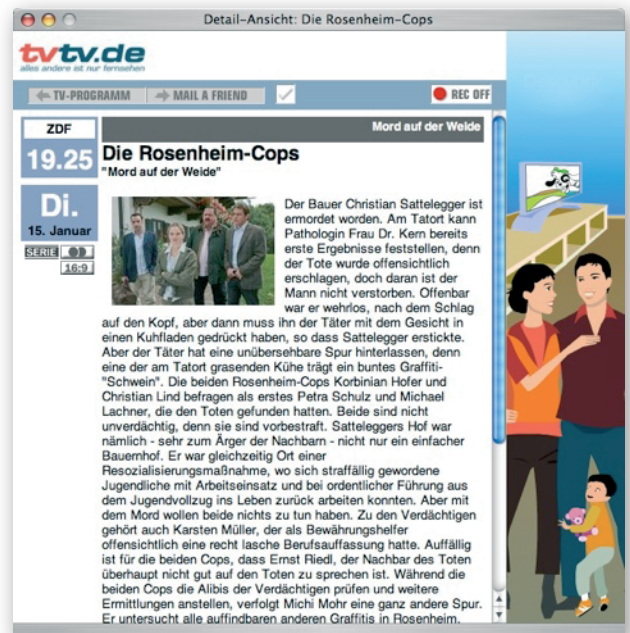 Detail-Ansicht: Die Rosenheim-Cops
tvtv.de
alles andere ist nur fernsehen
TV-PROGRAMM
MAIL A FRIEND
REC OFF
ZDF
19.25
Di.
15. Januar
SERIE
16:9
Mord auf der Weide
Die Rosenheim-Cops
"Mord auf der Weide"
Der Bauer Christian Sattelegger ist
ermordet worden. Am Tatort kann
Pathologin Frau Dr. Kern bereits
erste Ergebnisse feststellen, denn
der Tote wurde offensichtlich
erschlagen, doch daran ist der
Mann nicht verstorben. Offenbar
war er wehrlos, nach dem Schlag
auf den Kopf, aber dann muss ihn der Täter mit dem Gesicht in
einen Kuhfladen gedrückt haben, so dass Sattelegger erstickte.
Aber der Täter hat eine unübersehbare Spur hinterlassen, denn
eine der am Tatort grasenden Kühe trägt ein buntes Graffiti-
"Schwein". Die beiden Rosenheim-Cops Korbinian Hofer und
Christian Lind befragen als erstes Petra Schulz und Michael
Lachner, die den Toten gefunden hatten. Beide sind nicht
unverdächtig, denn sie sind vorbestraft. Satteleggers Hof war
nämlich - sehr zum Ärger der Nachbarn - nicht nur ein einfacher
Bauernhof. Er war gleichzeitig Ort einer
Resozialisierungsmaßnahme, wo sich straffällig gewordene
Jugendliche mit Arbeitseinsatz und bei ordentlicher Führung aus
dem Jugendvollzug ins Leben zurück arbeiten konnten. Aber mit
dem Mord wollen beide nichts zu tun haben. Zu den Verdächtigen
gehört auch Karsten Müller, der als Bewährungshelfer
offensichtlich eine recht lasche Berufsauffassung hatte. Auffällig
ist für die beiden Cops, dass Ernst Riedl, der Nachbar des Toten
überhaupt nicht gut auf den Toten zu sprechen ist. Während die
beiden Cops die Alibis der Verdächtigen prüfen und weitere
Ermittlungen anstellen, verfolgt Michi Mohr eine ganz andere Spur.
Er untersucht alle auffindbaren anderen Graffitis in Rosenheim,